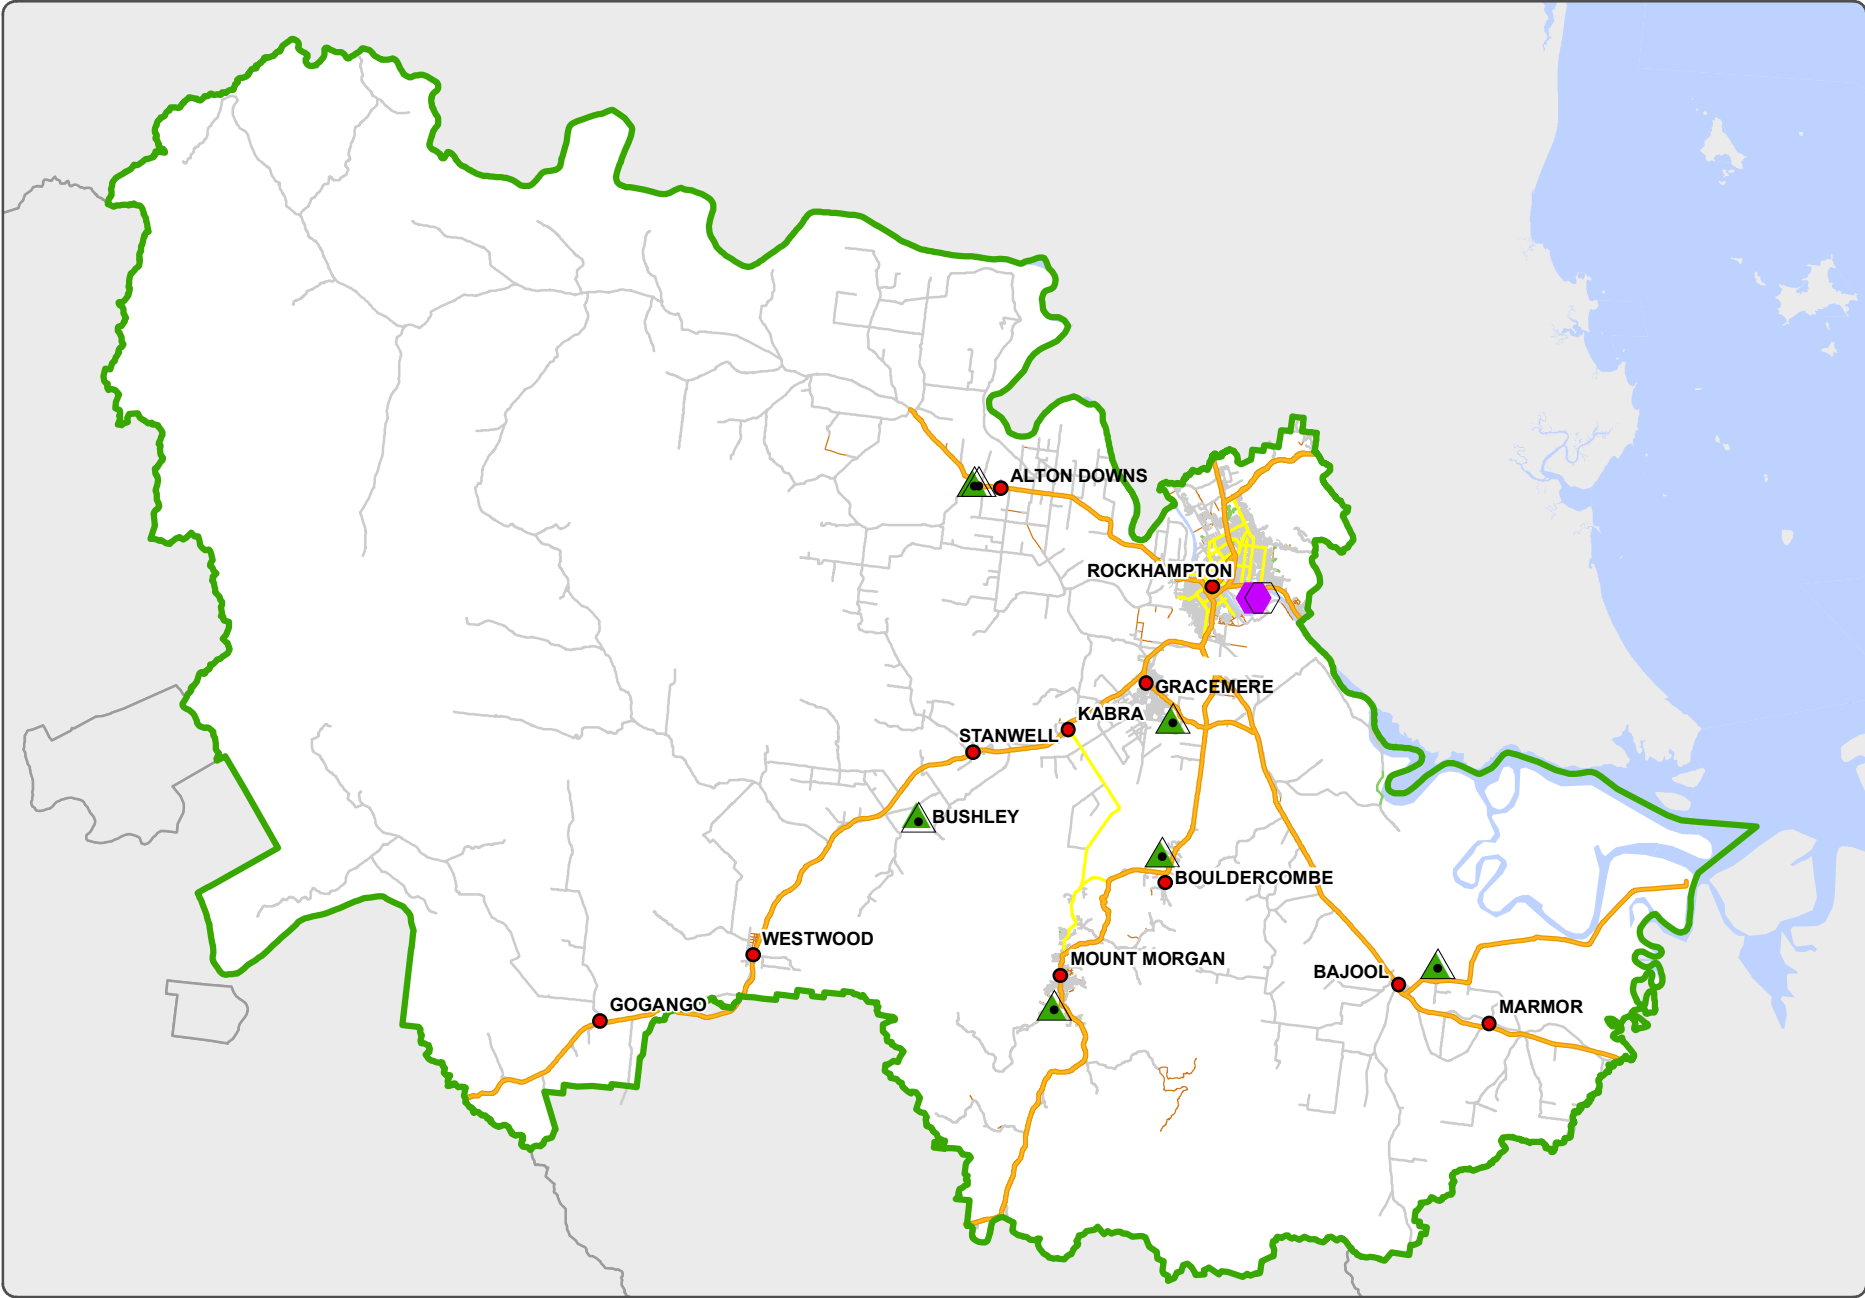 ALTON DOWNS
ROCKHAMPTON
GRACEMERE
KABRA
STANWELL
BUSHLEY
BOULDERCOMBE
WESTWOOD
MOUNT MORGAN
BAJOOL
GOGANGO
MARMOR